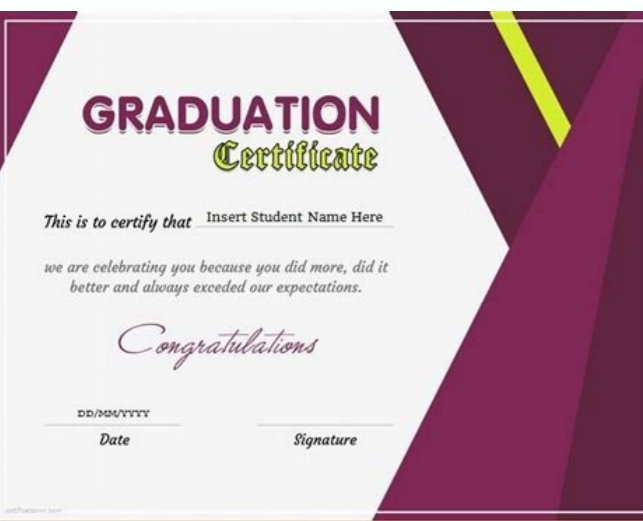 GRADUATION
Certificate
This is to certify that Insert Student Name Here
we are celebrating you because you did more, did it
better and always exceded our expectations.
Congratulations
DD/MM/YYYY
Date Signature